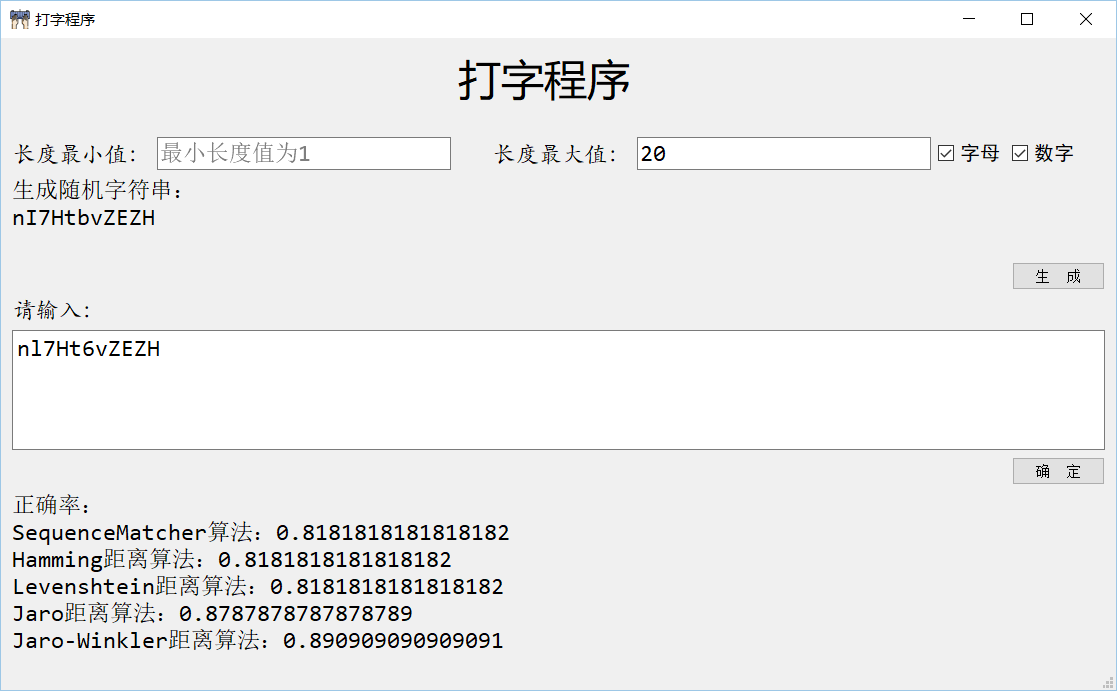 打字程序
打字程序
长度最小值： 最小长度值为1 长度最大值： 20 字母 数字
生成随机字符串：
nI7HtbvZEZH
生 成
请输入：
nl7Ht6vZEZH
确 定
正确率：
SequenceMatcher算法：0.8181818181818182
Hamming距离算法：0.8181818181818182
Levenshtein距离算法：0.8181818181818182
Jaro距离算法：0.8787878787878789
Jaro-Winkler距离算法：0.890909090909091